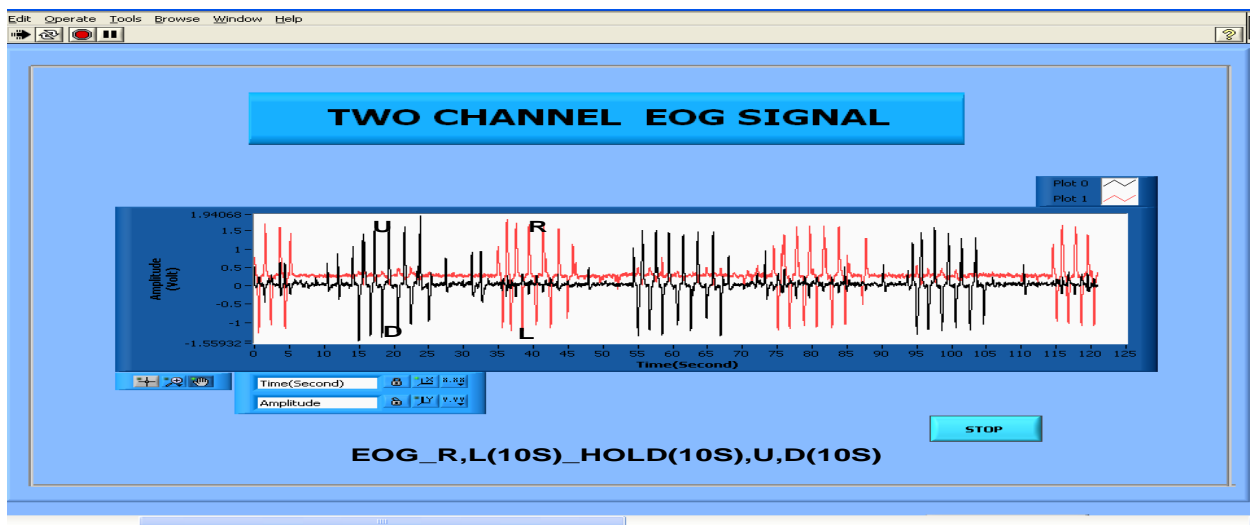 Edit Operate Tools Browse Window Help
TWO CHANNEL EOG SIGNAL
Plot 0
Plot 1
1.94068
1.5
1
0.5
0
-0.5
-1
-1.55932
Amplitude
(Volt)
U R
D L
0 5 10 15 20 25 30 35 40 45 50 55 60 65 70 75 80 85 90 95 100 105 110 115 120 125
Time(Second)
Time(Second) X X.XX
Amplitude Y Y.YY
STOP
EOG_R,L(10S)_HOLD(10S),U,D(10S)